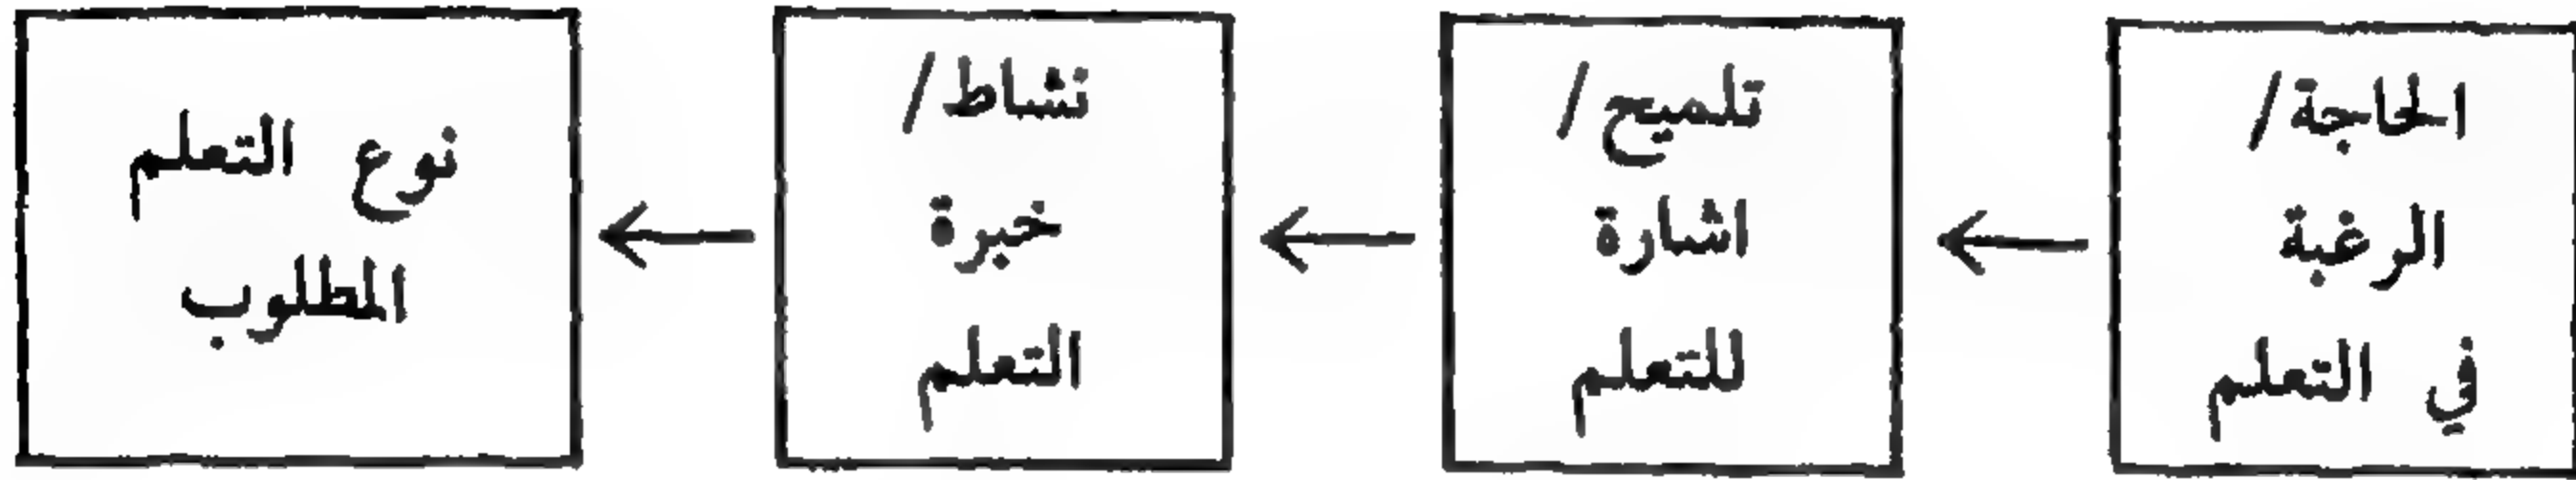 الحاجة/
الرغبة
في التعلم
تلميح/
اشارة
للتعلم
نشاط/
خبرة
التعلم
نوع التعلم
المطلوب